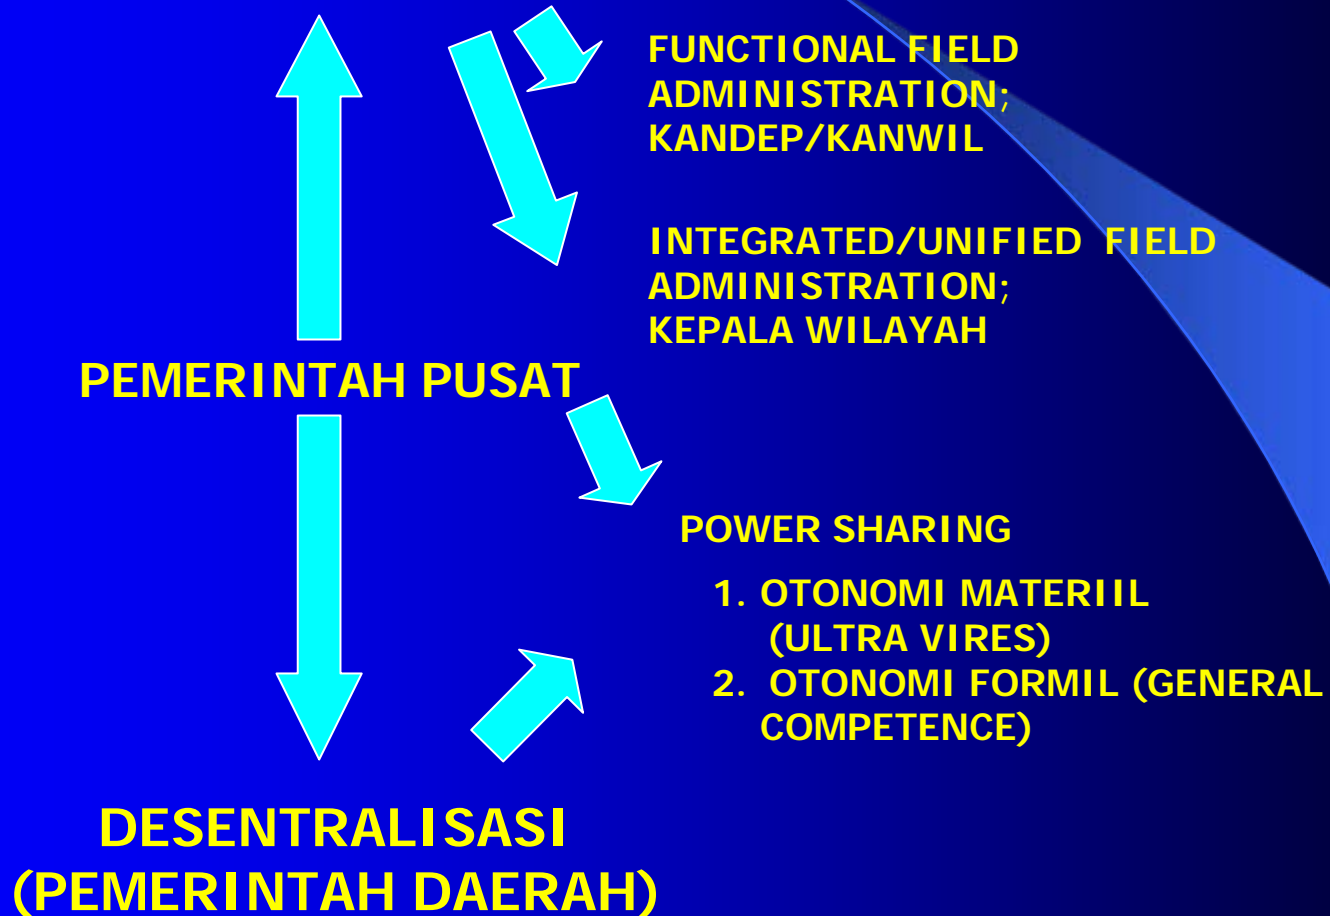 FUNCTIONAL FIELD
ADMINISTRATION;
KANDEP/KANWIL
INTEGRATED/UNIFIED FIELD
ADMINISTRATION;
KEPALA WILAYAH
PEMERINTAH PUSAT
POWER SHARING
1. OTONOMI MATERIIL
(ULTRA VIRES)
2. OTONOMI FORMIL (GENERAL
COMPETENCE)
DESENTRALISASI
(PEMERINTAH DAERAH)